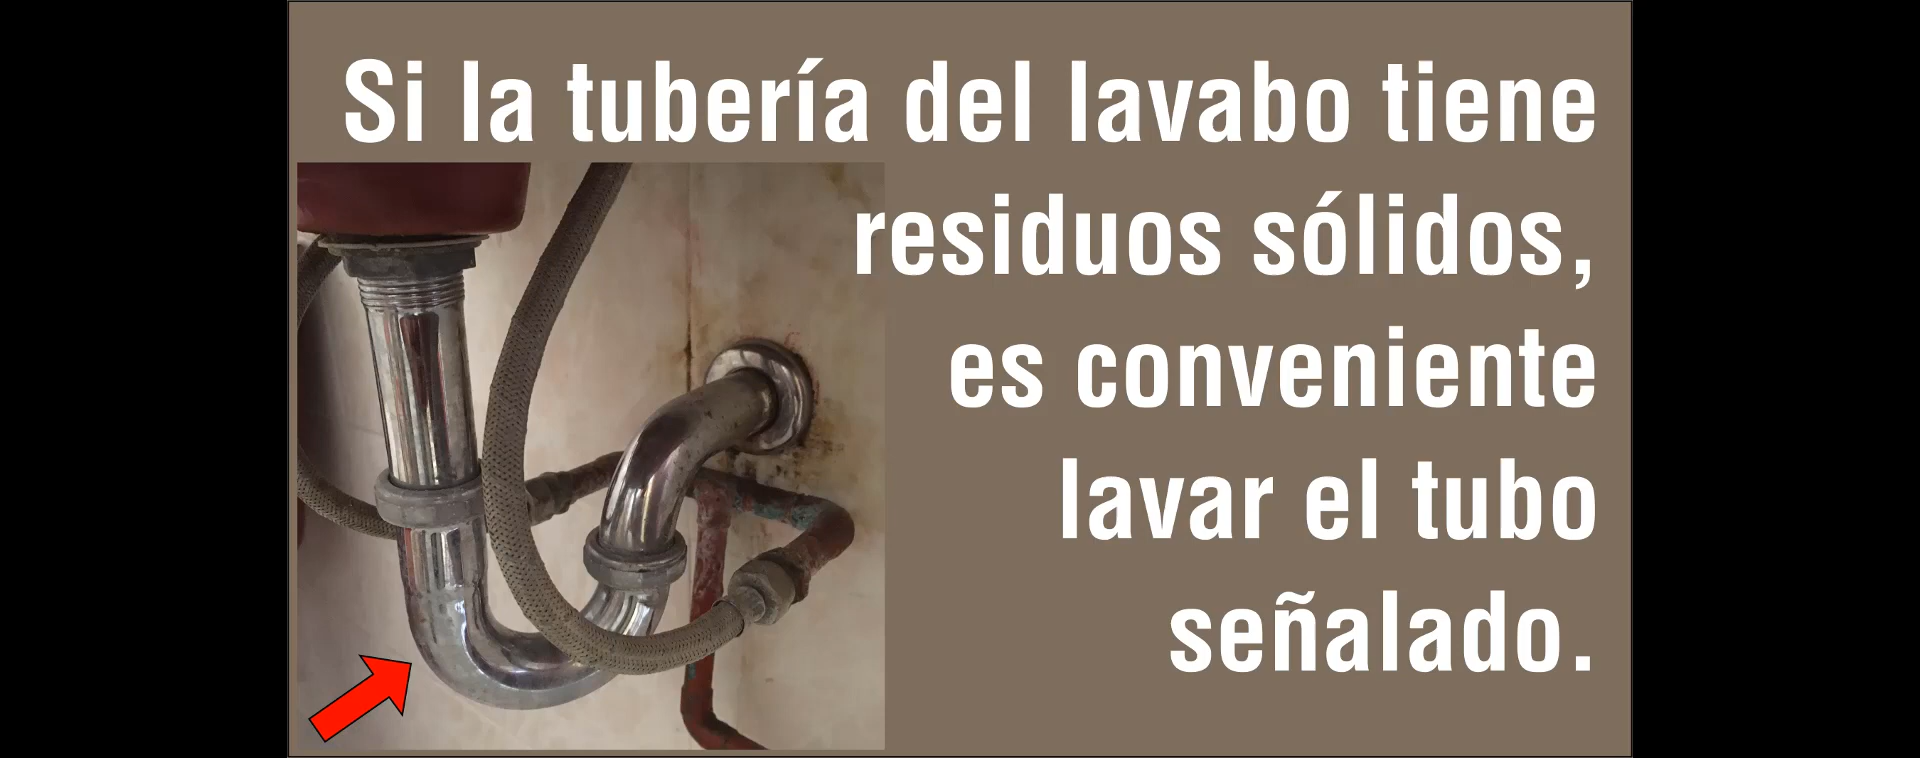 Si la tubería del lavabo tiene
residuos sólidos,
es conveniente
lavar el tubo
señalado.